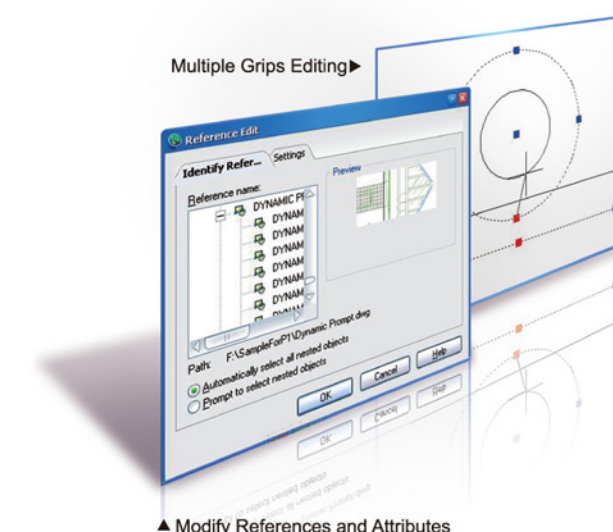 Multiple Grips Editing▶
Reference Edit
Identify Refer...
Settings
Reference name:
Preview
DYNAMIC P
DYNAM
DYNAM
DYNAM
DYNAM
DYNAM
DYNAM
Path: F:\SampleForP1\Dynamic Prompt.dwg
Automatically select all nested objects
Prompt to select nested objects
OK
Cancel
Help
▲ Modify References and Attributes